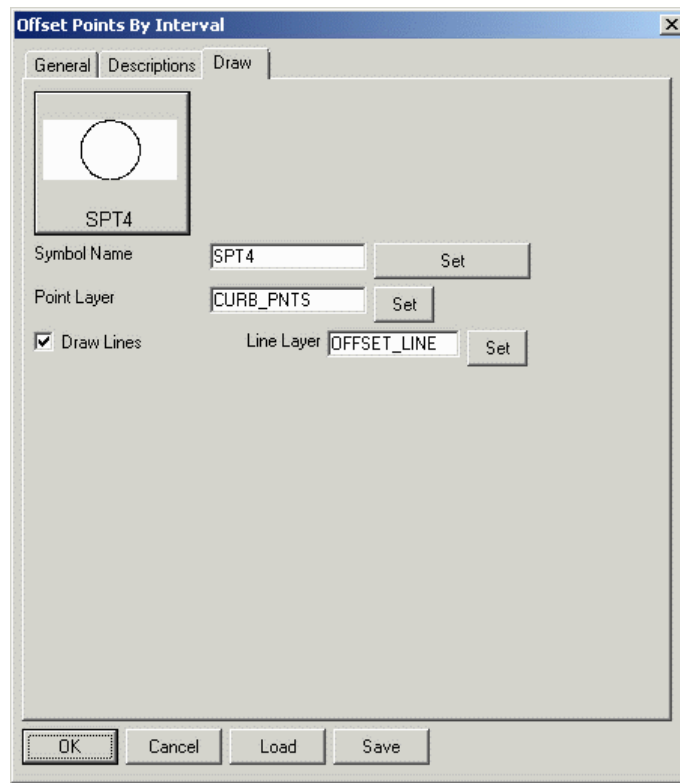 Offset Points By Interval
General Descriptions Draw
SPT4
Symbol Name SPT4 Set
Point Layer CURB_PNTS Set
Draw Lines Line Layer OFFSET_LINE Set
OK Cancel Load Save